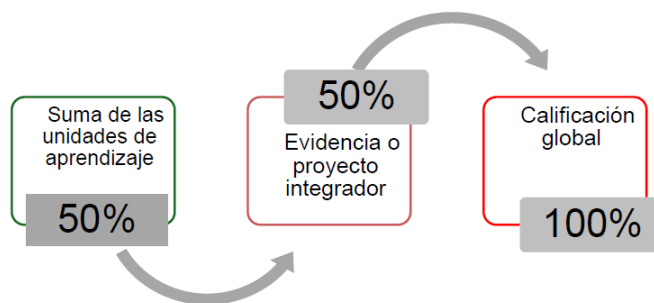 Suma de las
unidades de
aprendizaje
50%
50%
Evidencia o
proyecto
integrador
Calificación
global
100%